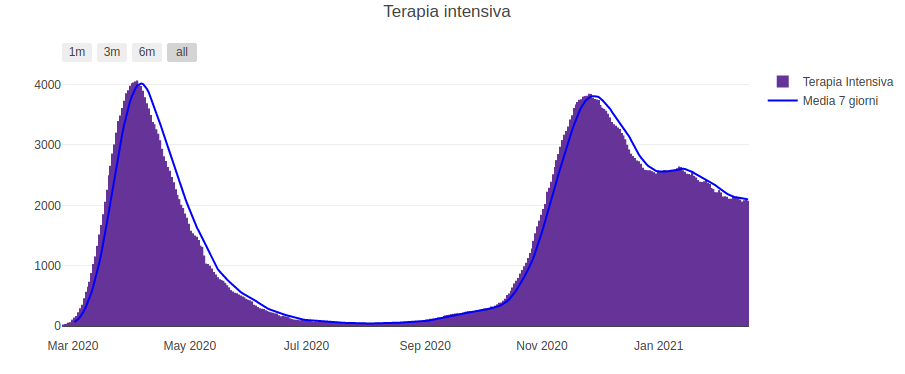 Terapia intensiva
1m 3m 6m all
4000
3000
2000
1000
0
Mar 2020 May 2020 Jul 2020 Sep 2020 Nov 2020 Jan 2021
Terapia Intensiva
Media 7 giorni